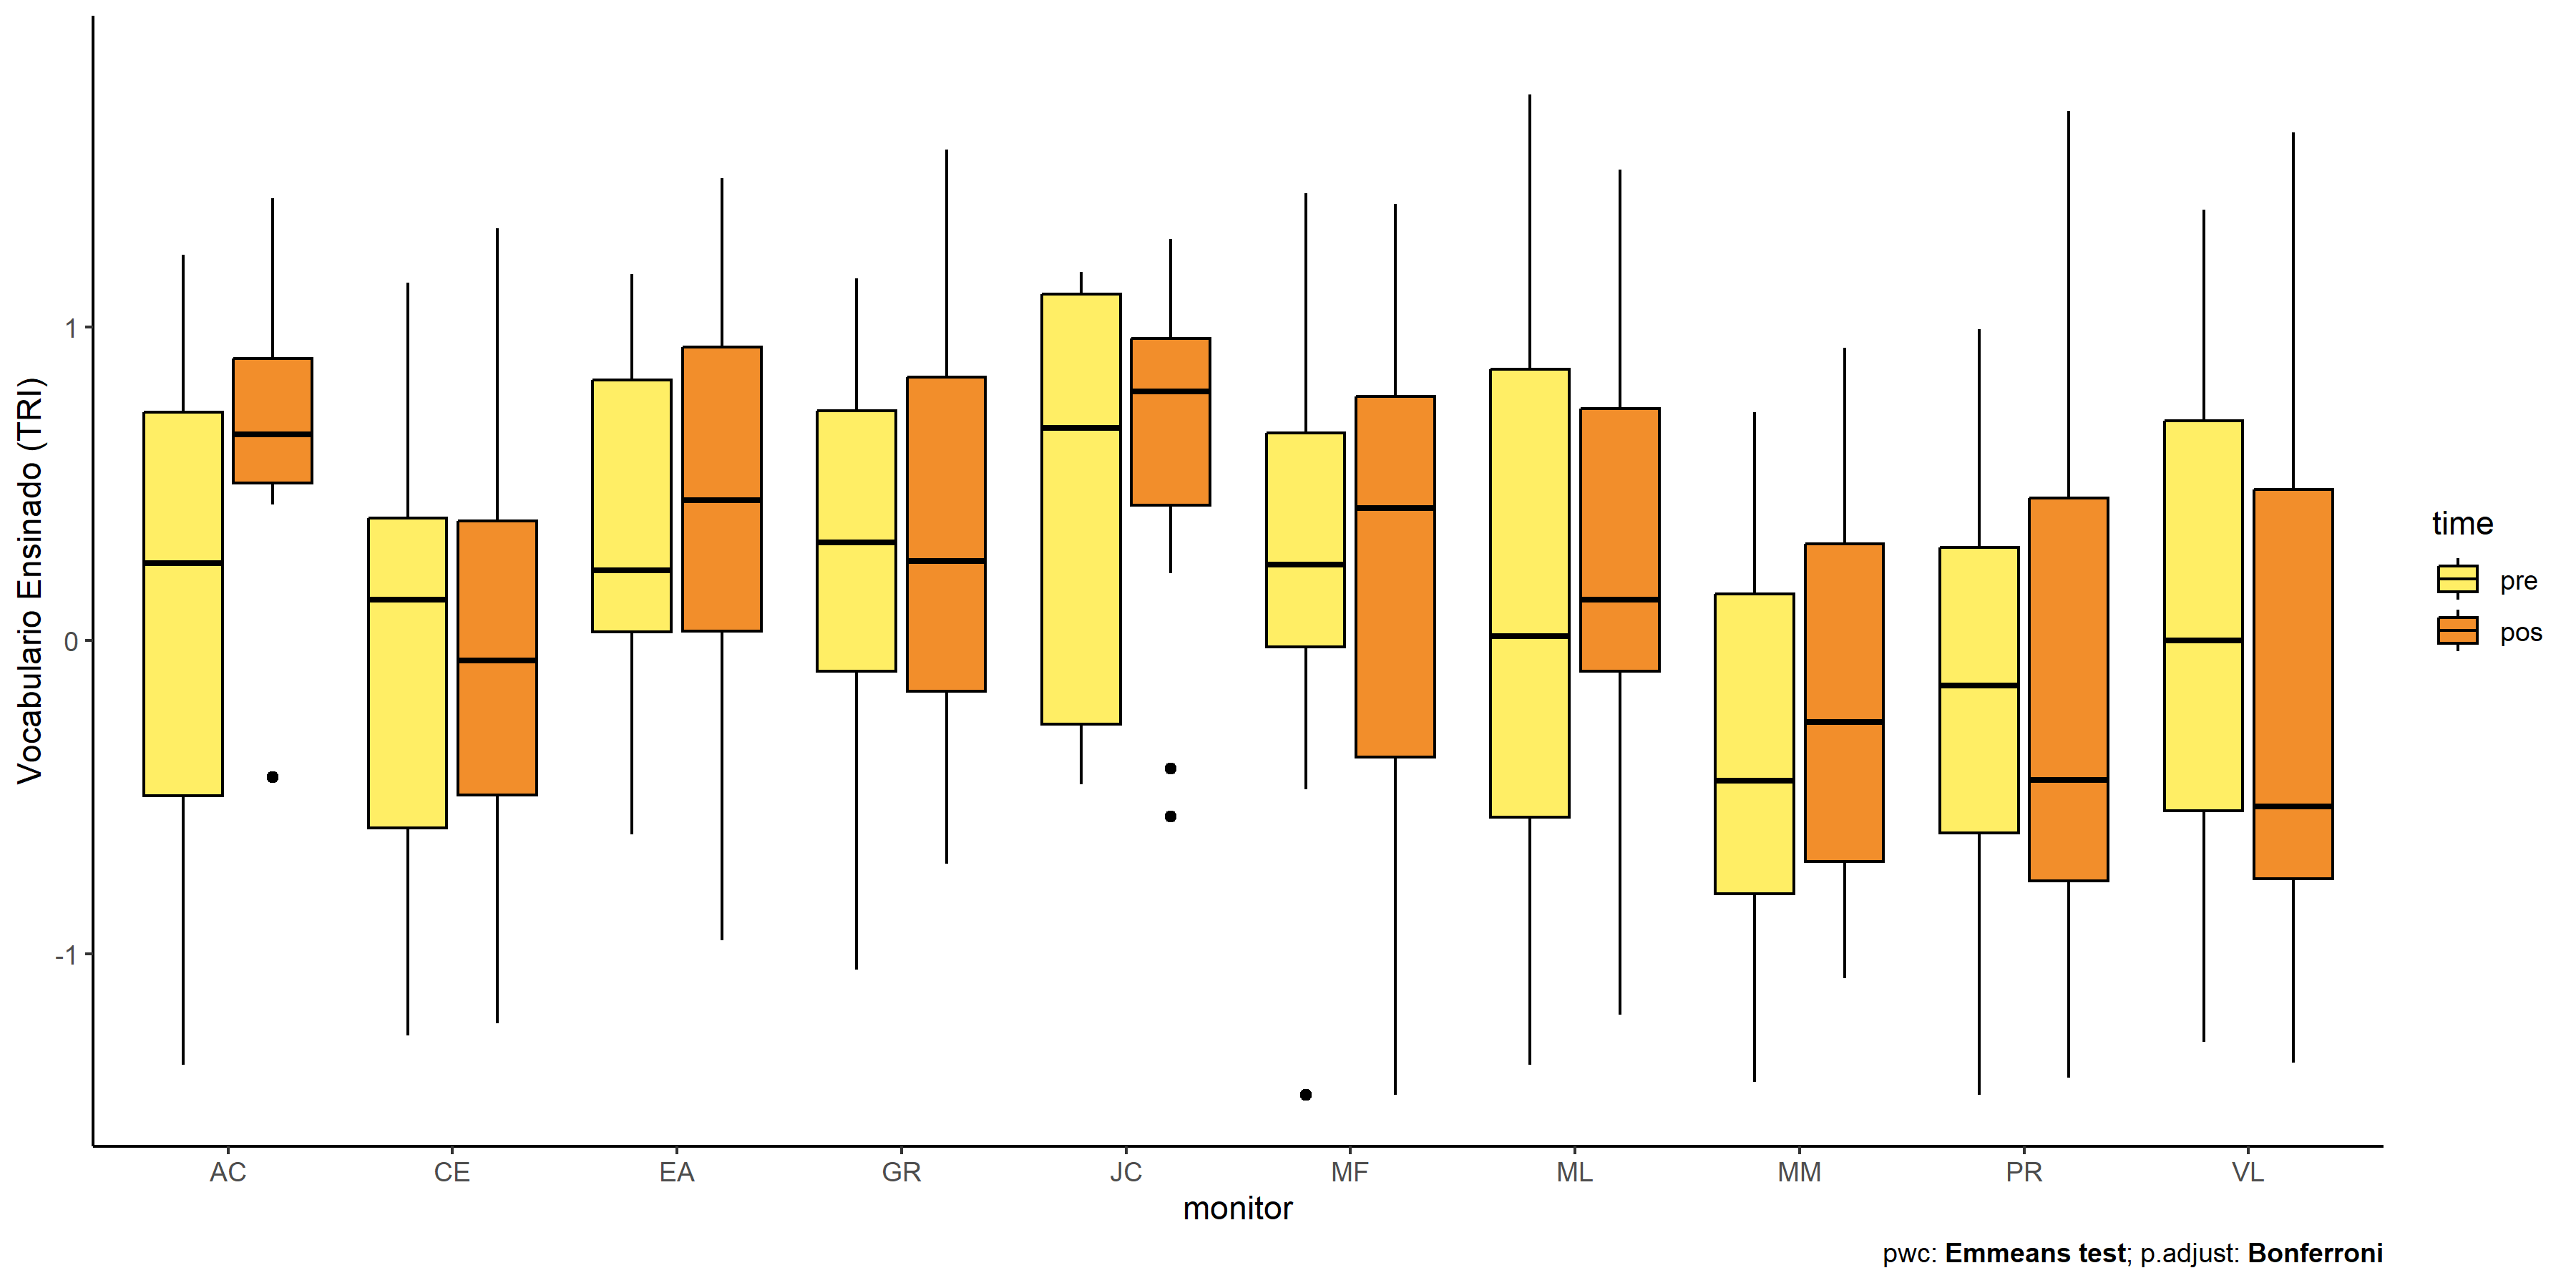 Vocabulario Ensinado (TRI)
1
0
-1
AC CE EA GR JC MF ML MM PR VL
monitor
time
pre
pos
pwc: Emmeans test; p.adjust: Bonferroni